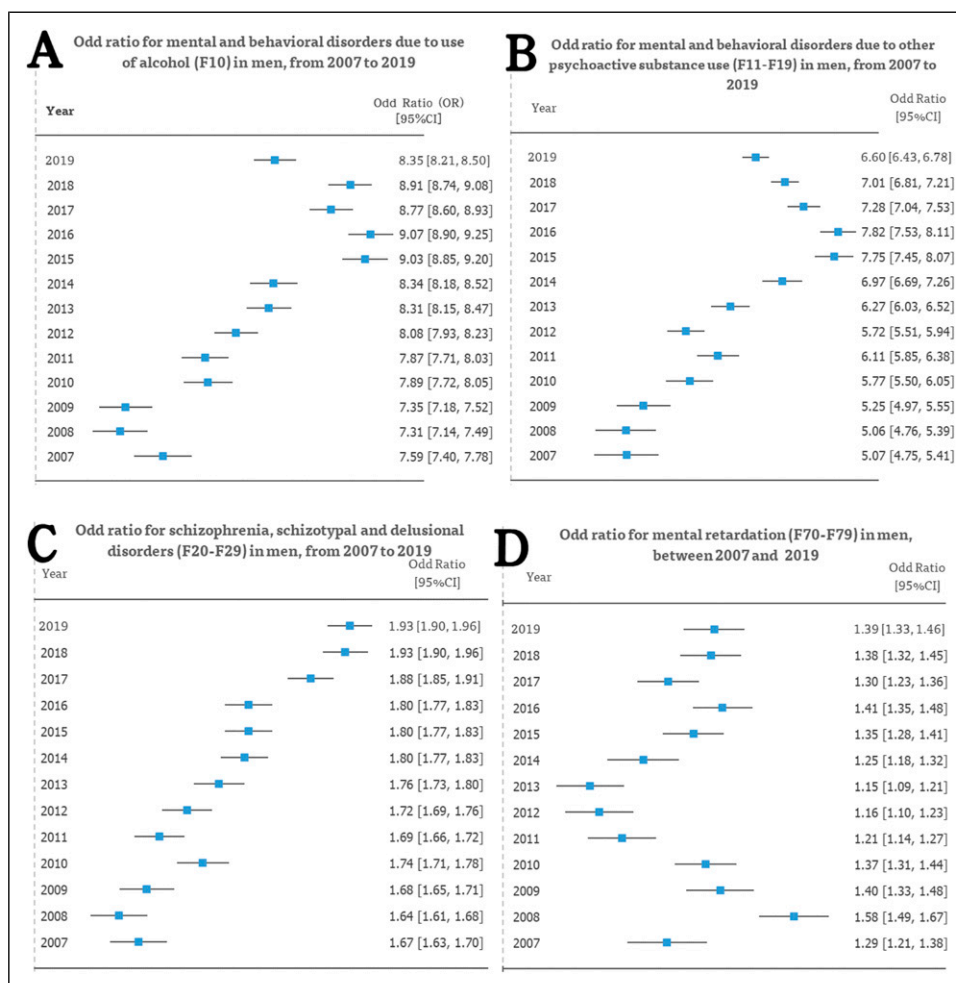 A
Odd ratio for mental and behavioral disorders due to use
of alcohol (F10) in men, from 2007 to 2019
Year
Odd Ratio (OR)
[95%CI]
2019 8.35 [8.21, 8.50]
2018 8.91 [8.74, 9.08]
2017 8.77 [8.60, 8.93]
2016 9.07 [8.90, 9.25]
2015 9.03 [8.85, 9.20]
2014 8.34 [8.18, 8.52]
2013 8.31 [8.15, 8.47]
2012 8.08 [7.93, 8.23]
2011 7.87 [7.71, 8.03]
2010 7.89 [7.72, 8.05]
2009 7.35 [7.18, 7.52]
2008 7.31 [7.14, 7.49]
2007 7.59 [7.40, 7.78]
B
Odd ratio for mental and behavioral disorders due to other
psychoactive substance use (F11-F19) in men, from 2007 to
2019
Year
Odd Ratio
[95%CI]
2019 6.60 [6.43, 6.78]
2018 7.01 [6.81, 7.21]
2017 7.28 [7.04, 7.53]
2016 7.82 [7.53, 8.11]
2015 7.75 [7.45, 8.07]
2014 6.97 [6.69, 7.26]
2013 6.27 [6.03, 6.52]
2012 5.72 [5.51, 5.94]
2011 6.11 [5.85, 6.38]
2010 5.77 [5.50, 6.05]
2009 5.25 [4.97, 5.55]
2008 5.06 [4.76, 5.39]
2007 5.07 [4.75, 5.41]
C
Odd ratio for schizophrenia, schizotypal and delusional
disorders (F20-F29) in men, from 2007 to 2019
Year
Odd Ratio
[95%CI]
2019 1.93 [1.90, 1.96]
2018 1.93 [1.90, 1.96]
2017 1.88 [1.85, 1.91]
2016 1.80 [1.77, 1.83]
2015 1.80 [1.77, 1.83]
2014 1.80 [1.77, 1.83]
2013 1.76 [1.73, 1.80]
2012 1.72 [1.69, 1.76]
2011 1.69 [1.66, 1.72]
2010 1.74 [1.71, 1.78]
2009 1.68 [1.65, 1.71]
2008 1.64 [1.61, 1.68]
2007 1.67 [1.63, 1.70]
D
Odd ratio for mental retardation (F70-F79) in men,
between 2007 and 2019
Year
Odd Ratio
[95%CI]
2019 1.39 [1.33, 1.46]
2018 1.38 [1.32, 1.45]
2017 1.30 [1.23, 1.36]
2016 1.41 [1.35, 1.48]
2015 1.35 [1.28, 1.41]
2014 1.25 [1.18, 1.32]
2013 1.15 [1.09, 1.21]
2012 1.16 [1.10, 1.23]
2011 1.21 [1.14, 1.27]
2010 1.37 [1.31, 1.44]
2009 1.40 [1.33, 1.48]
2008 1.58 [1.49, 1.67]
2007 1.29 [1.21, 1.38]